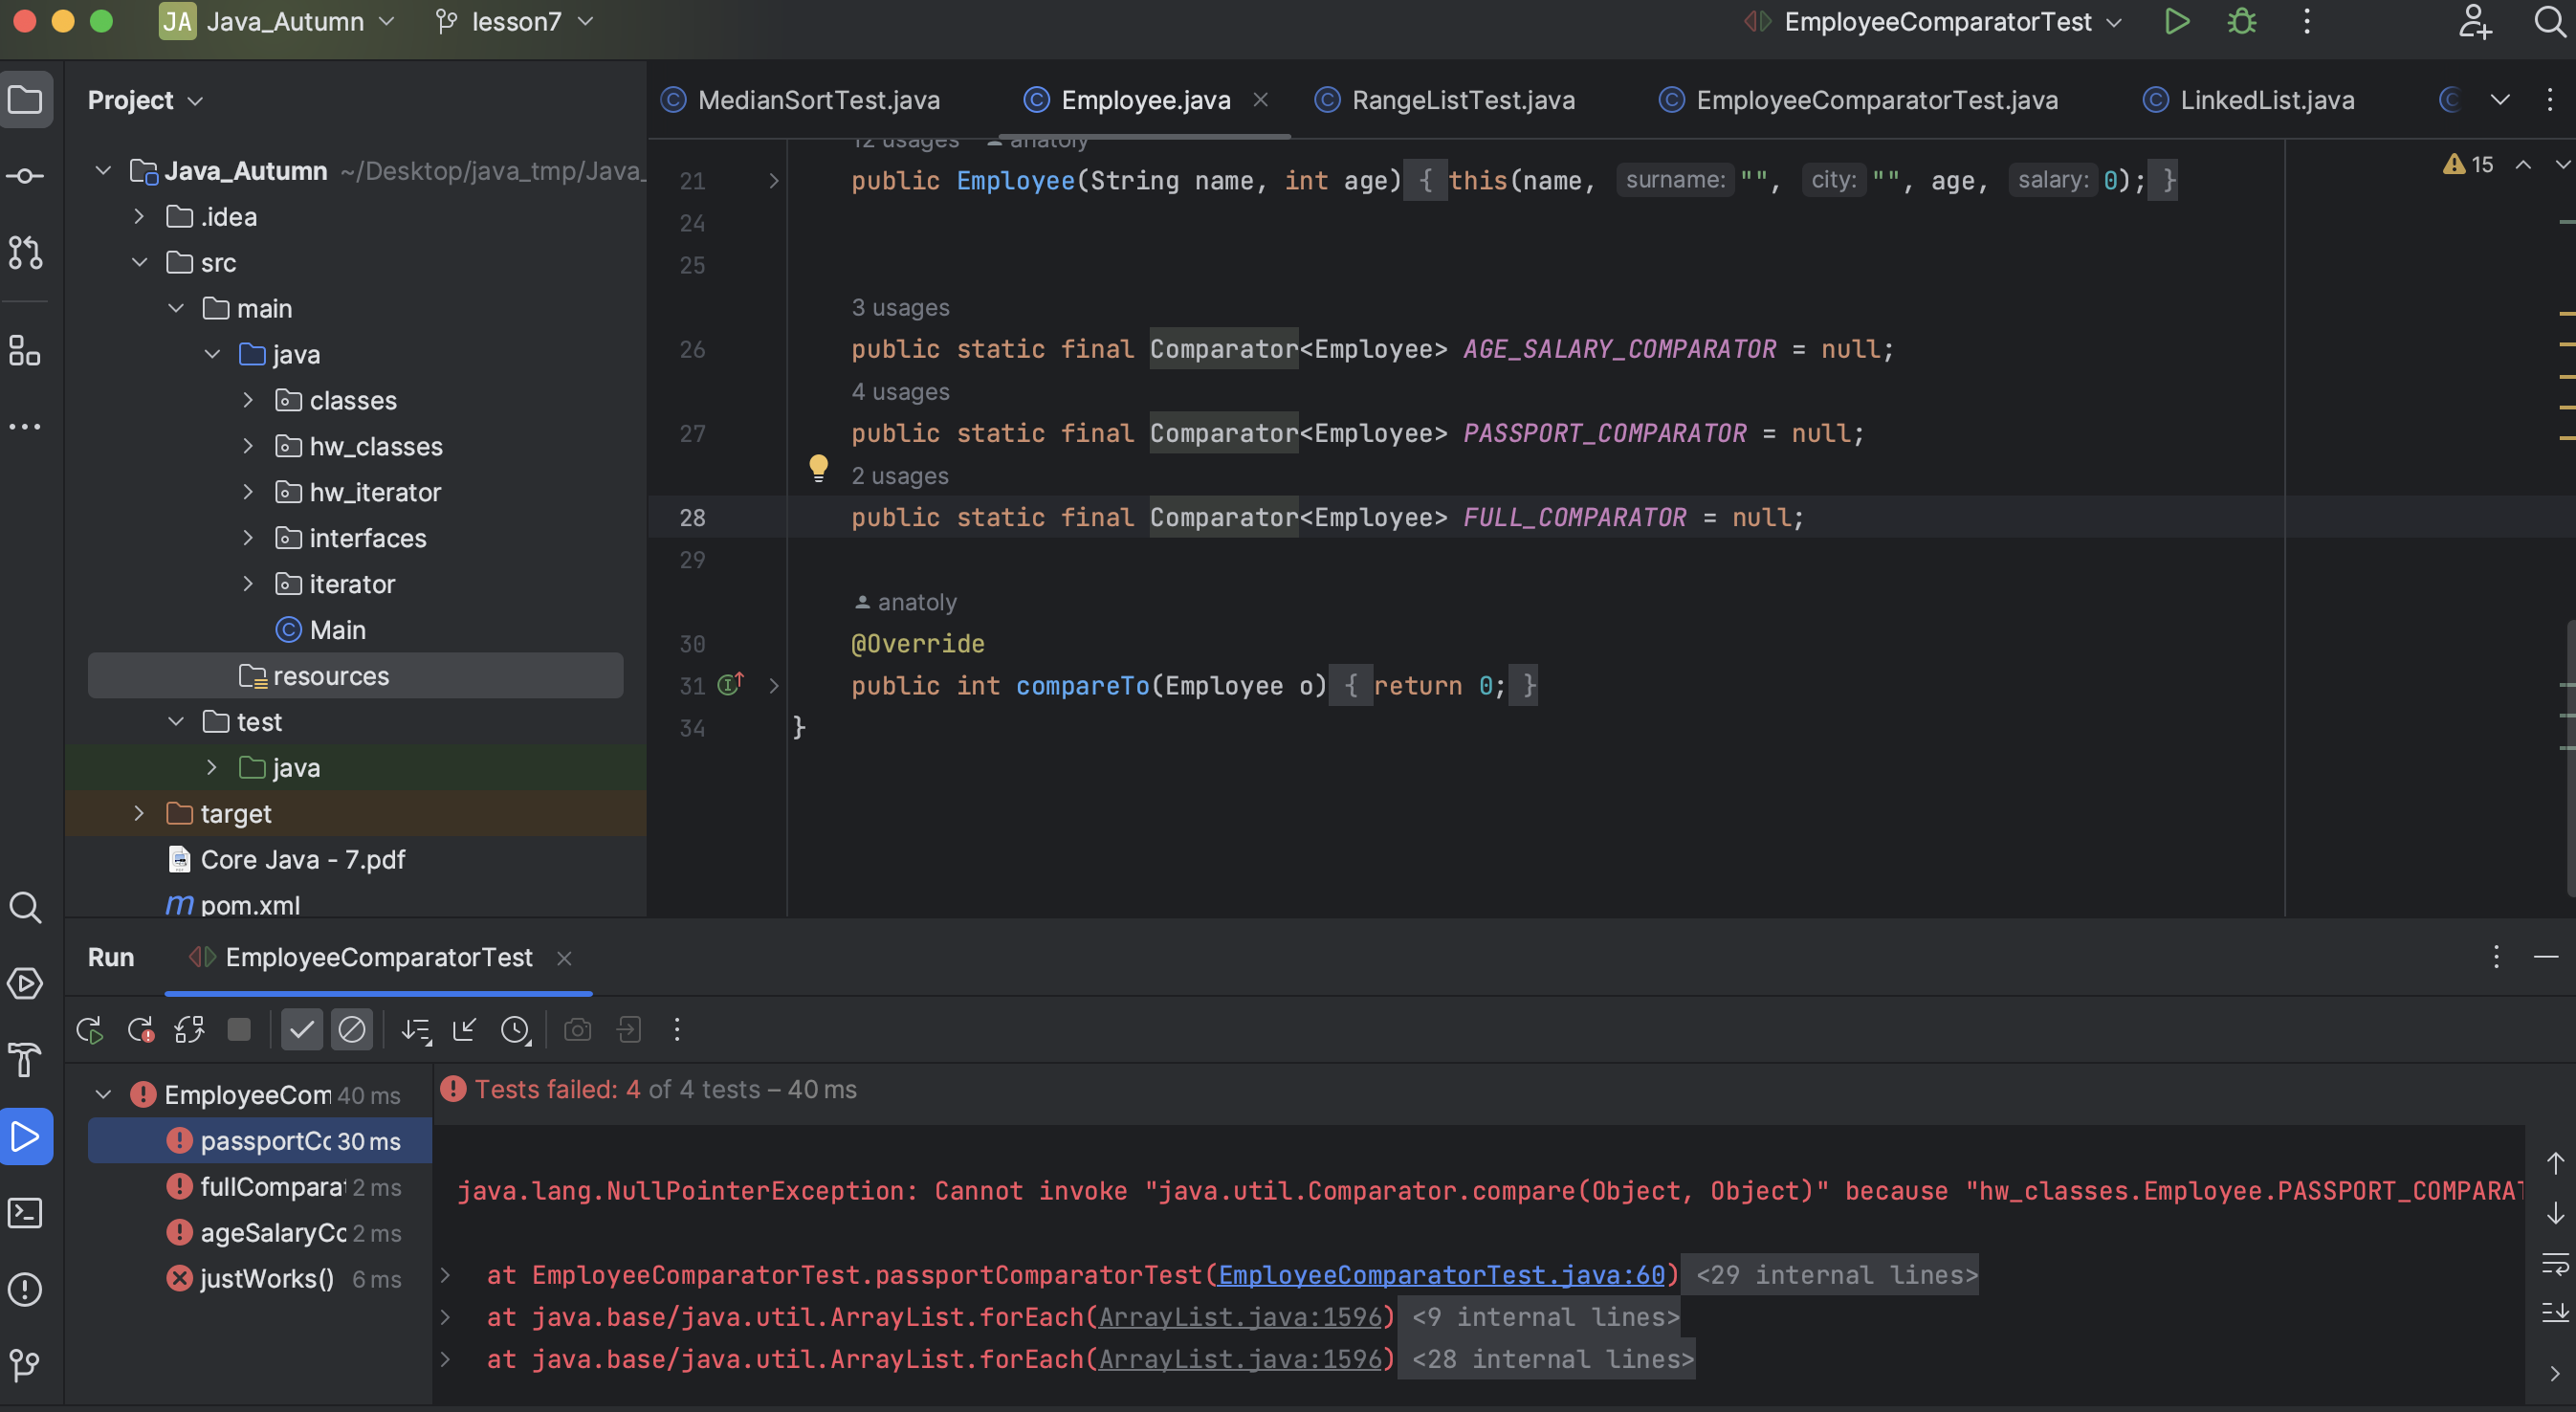 JA Java_Autumn lesson7 EmployeeComparatorTest
Project
MedianSortTest.java Employee.java RangeListTest.java EmployeeComparatorTest.java LinkedList.java
Java_Autumn ~/Desktop/java_tmp/Java_
.idea
src
main
java
classes
hw_classes
hw_iterator
interfaces
iterator
Main
resources
test
java
target
Core Java - 7.pdf
pom.xml
12 usages anatoly
15
21 public Employee(String name, int age) { this(name, surname: "", city: "", age, salary: 0); }
24
25
3 usages
26 public static final Comparator<Employee> AGE_SALARY_COMPARATOR = null;
4 usages
27 public static final Comparator<Employee> PASSPORT_COMPARATOR = null;
2 usages
28 public static final Comparator<Employee> FULL_COMPARATOR = null;
29
anatoly
30 @Override
31 public int compareTo(Employee o) { return 0; }
34 }
Run EmployeeComparatorTest
EmployeeCom 40 ms
passportCo 30 ms
fullComparat 2 ms
ageSalaryCo 2 ms
justWorks() 6 ms
Tests failed: 4 of 4 tests – 40 ms
java.lang.NullPointerException: Cannot invoke "java.util.Comparator.compare(Object, Object)" because "hw_classes.Employee.PASSPORT_COMPARAT
at EmployeeComparatorTest.passportComparatorTest(EmployeeComparatorTest.java:60) <29 internal lines>
at java.base/java.util.ArrayList.forEach(ArrayList.java:1596) <9 internal lines>
at java.base/java.util.ArrayList.forEach(ArrayList.java:1596) <28 internal lines>